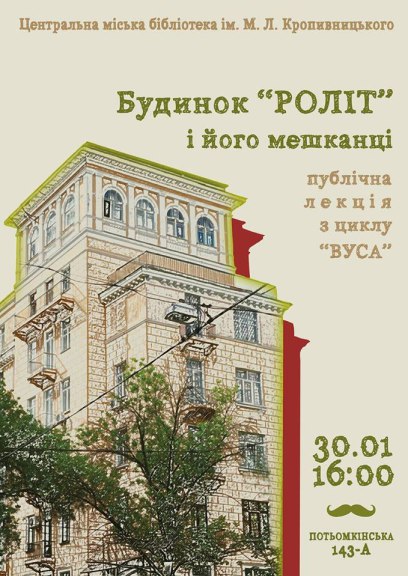 Центральна міська бібліотека ім. М. Л. Кропивницького
Будинок “РОЛІТ”
і його мешканці
публічна
лекція
з циклу
“ВУСА”
30.01
16:00
ПОТЬОМКІНСЬКА
143-А